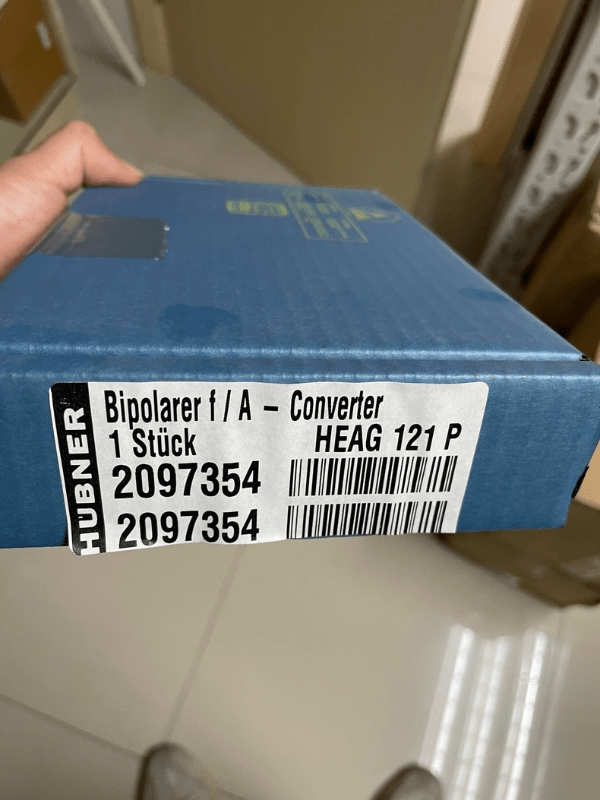 HÜBNER
Bipolarer f / A - Converter
1 Stück
HEAG 121 P
2097354
2097354